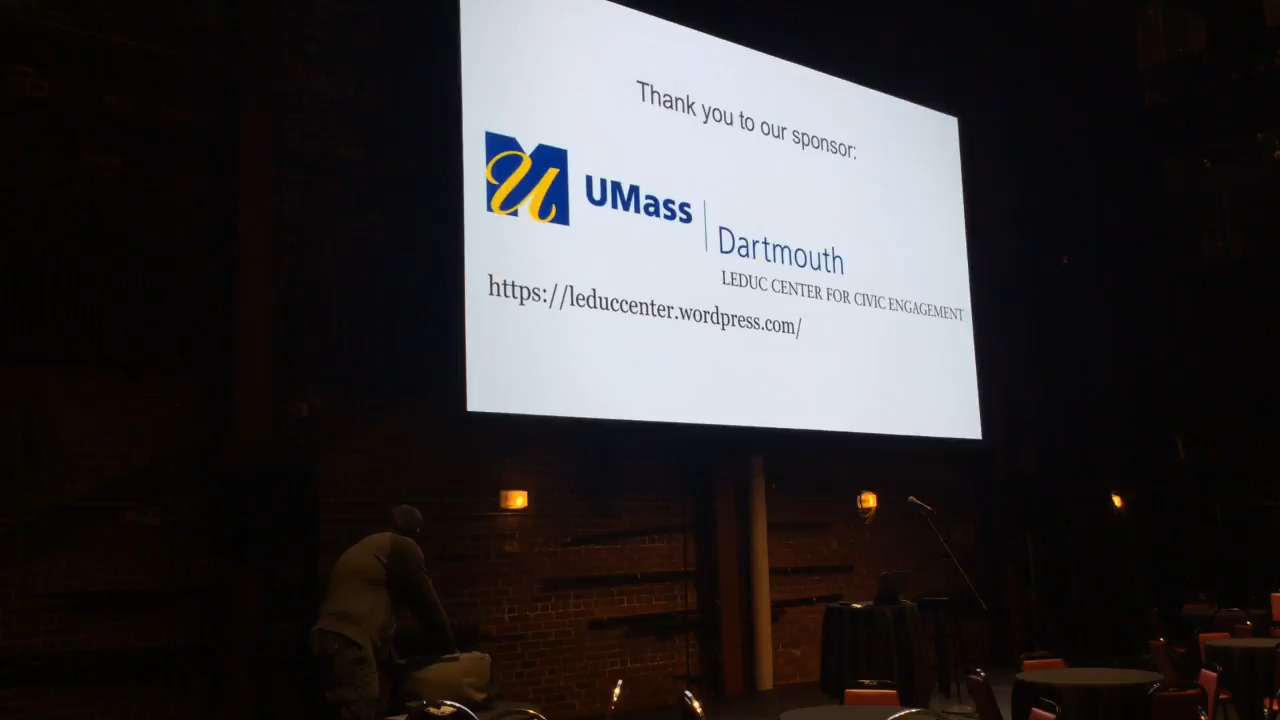 Thank you to our sponsor:
UMass
Dartmouth
LEDUC CENTER FOR CIVIC ENGAGEMENT
https://leduccenter.wordpress.com/